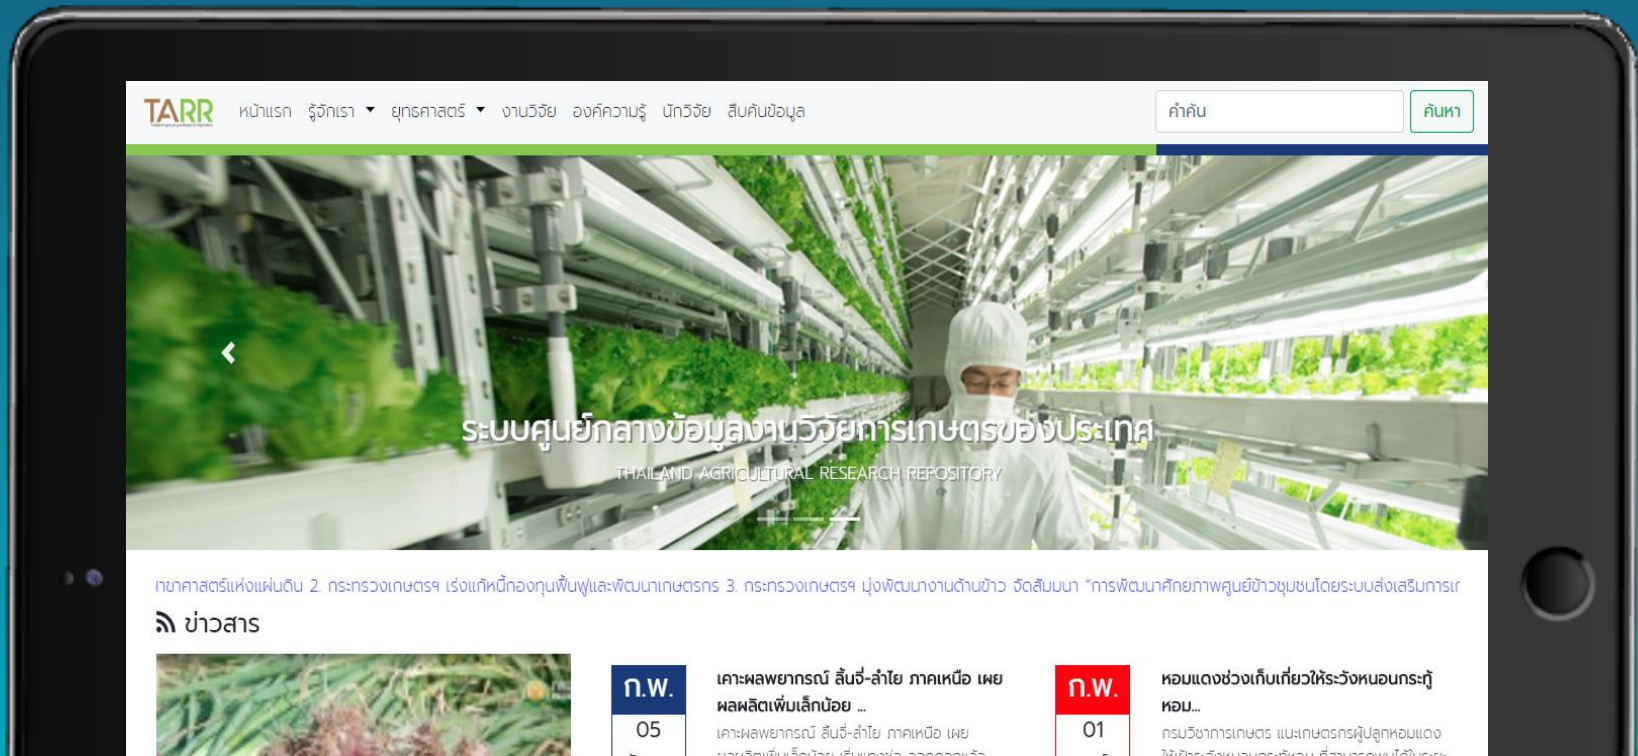 TARR
หน้าแรก รู้จักเรา ยุทธศาสตร์ งานวิจัย องค์ความรู้ นักวิจัย สืบค้นข้อมูล
คำค้น ค้นหา
ระบบศูนย์กลางข้อมูลงานวิจัยการเกษตรของประเทศ
THAILAND AGRICULTURAL RESEARCH REPOSITORY
าขาศาสตร์แห่งแผ่นดิน 2. กระทรวงเกษตรฯ เร่งแก้หนี้กองทุนฟื้นฟูและพัฒนาเกษตรกร 3. กระทรวงเกษตรฯ มุ่งพัฒนางานด้านข้าว จัดสัมมนา "การพัฒนาศักยภาพศูนย์ข้าวชุมชนโดยระบบส่งเสริมการเก
ข่าวสาร
ก.พ.
05
เคาะผลพยากรณ์ ลิ้นจี่-ลำไย ภาคเหนือ เผย
ผลผลิตเพิ่มเล็กน้อย ...
เคาะผลพยากรณ์ ลิ้นจี่-ลำไย ภาคเหนือ เผย
ก.พ.
01
หอมแดงช่วงเก็บเกี่ยวให้ระวังหนอนกระทู้
หอม...
กรมวิชาการเกษตร แนะเกษตรกรผู้ปลูกหอมแดง